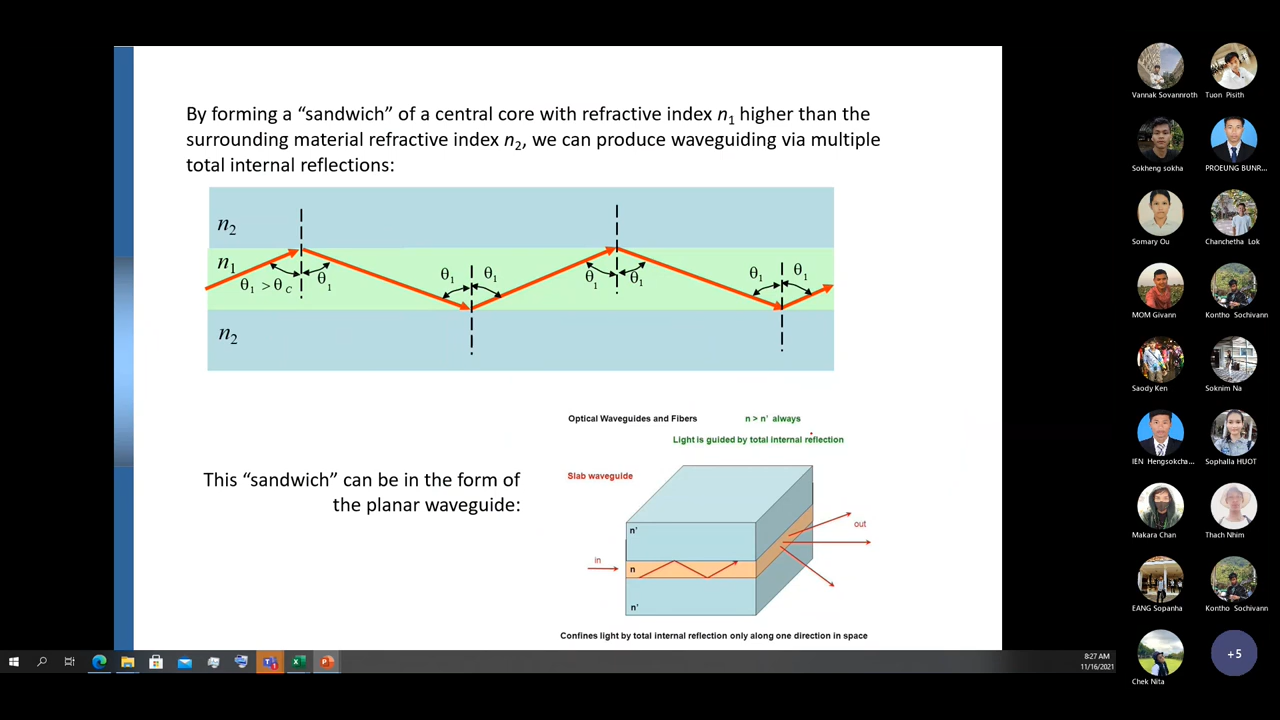 By forming a “sandwich” of a central core with refractive index n1 higher than the
surrounding material refractive index n2, we can produce waveguiding via multiple
total internal reflections:
n2
n1
θ1 > θC
θ1
θ1
θ1
θ1
θ1
θ1
θ1
n2
Optical Waveguides and Fibers
n > n' always
Light is guided by total internal reflection
This “sandwich” can be in the form of
the planar waveguide:
Slab waveguide
n'
in
n
n'
out
Confines light by total internal reflection only along one direction in space
Vannak Sovannroth
Tuon Pisith
Sokheng sokha
PROEUNG BUNR...
Somary Ou
Chanchetha Lok
MOM Givann
Kontho Sochivann
Saody Ken
Soknim Na
IEN Hengsokcha...
Sophalla HUOT
Makara Chan
Thach Nhim
EANG Sopanha
Kontho Sochivann
Chek Nita
+5
8:27 AM
11/16/2021